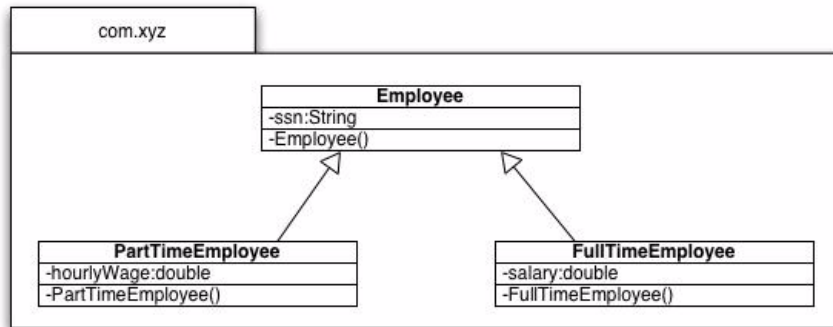 com.xyz
Employee
-ssn:String
-Employee()
PartTimeEmployee
-hourlyWage:double
-PartTimeEmployee()
FullTimeEmployee
-salary:double
-FullTimeEmployee()